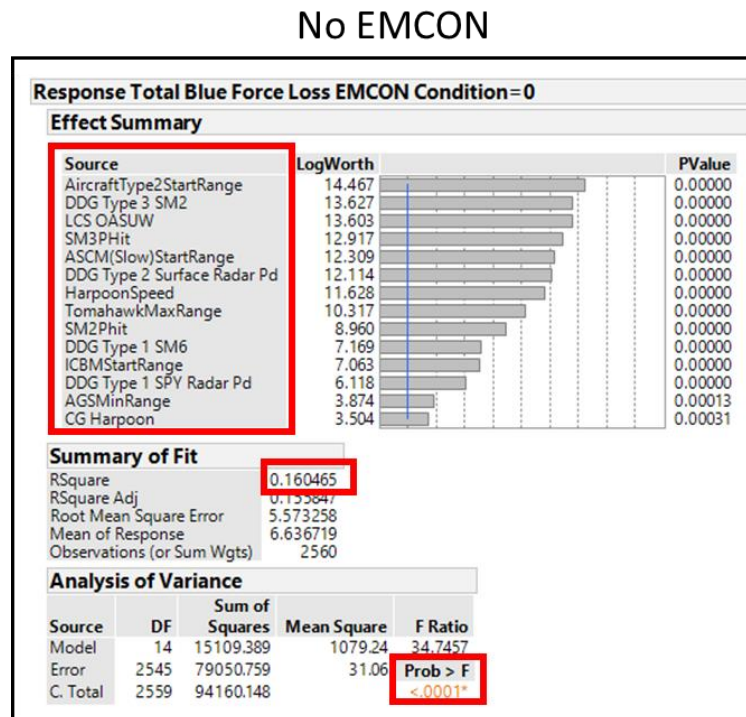 No EMCON
Response Total Blue Force Loss EMCON Condition=0
Effect Summary
Source LogWorth PValue
AircraftType2StartRange 14.467 0.00000
DDG Type 3 SM2 13.627 0.00000
LCS OASUW 13.603 0.00000
SM3PHit 12.917 0.00000
ASCM(Slow)StartRange 12.309 0.00000
DDG Type 2 Surface Radar Pd 12.114 0.00000
HarpoonSpeed 11.628 0.00000
TomahawkMaxRange 10.317 0.00000
SM2Phit 8.960 0.00000
DDG Type 1 SM6 7.169 0.00000
ICBMStartRange 7.063 0.00000
DDG Type 1 SPY Radar Pd 6.118 0.00000
AGSMinRange 3.874 0.00013
CG Harpoon 3.504 0.00031
Summary of Fit
RSquare 0.160465
RSquare Adj 0.155847
Root Mean Square Error 5.573258
Mean of Response 6.636719
Observations (or Sum Wgts) 2560
Analysis of Variance
Sum of
Source DF Squares Mean Square F Ratio
Model 14 15109.389 1079.24 34.7457
Error 2545 79050.759 31.06 Prob > F
C. Total 2559 94160.148 <.0001*